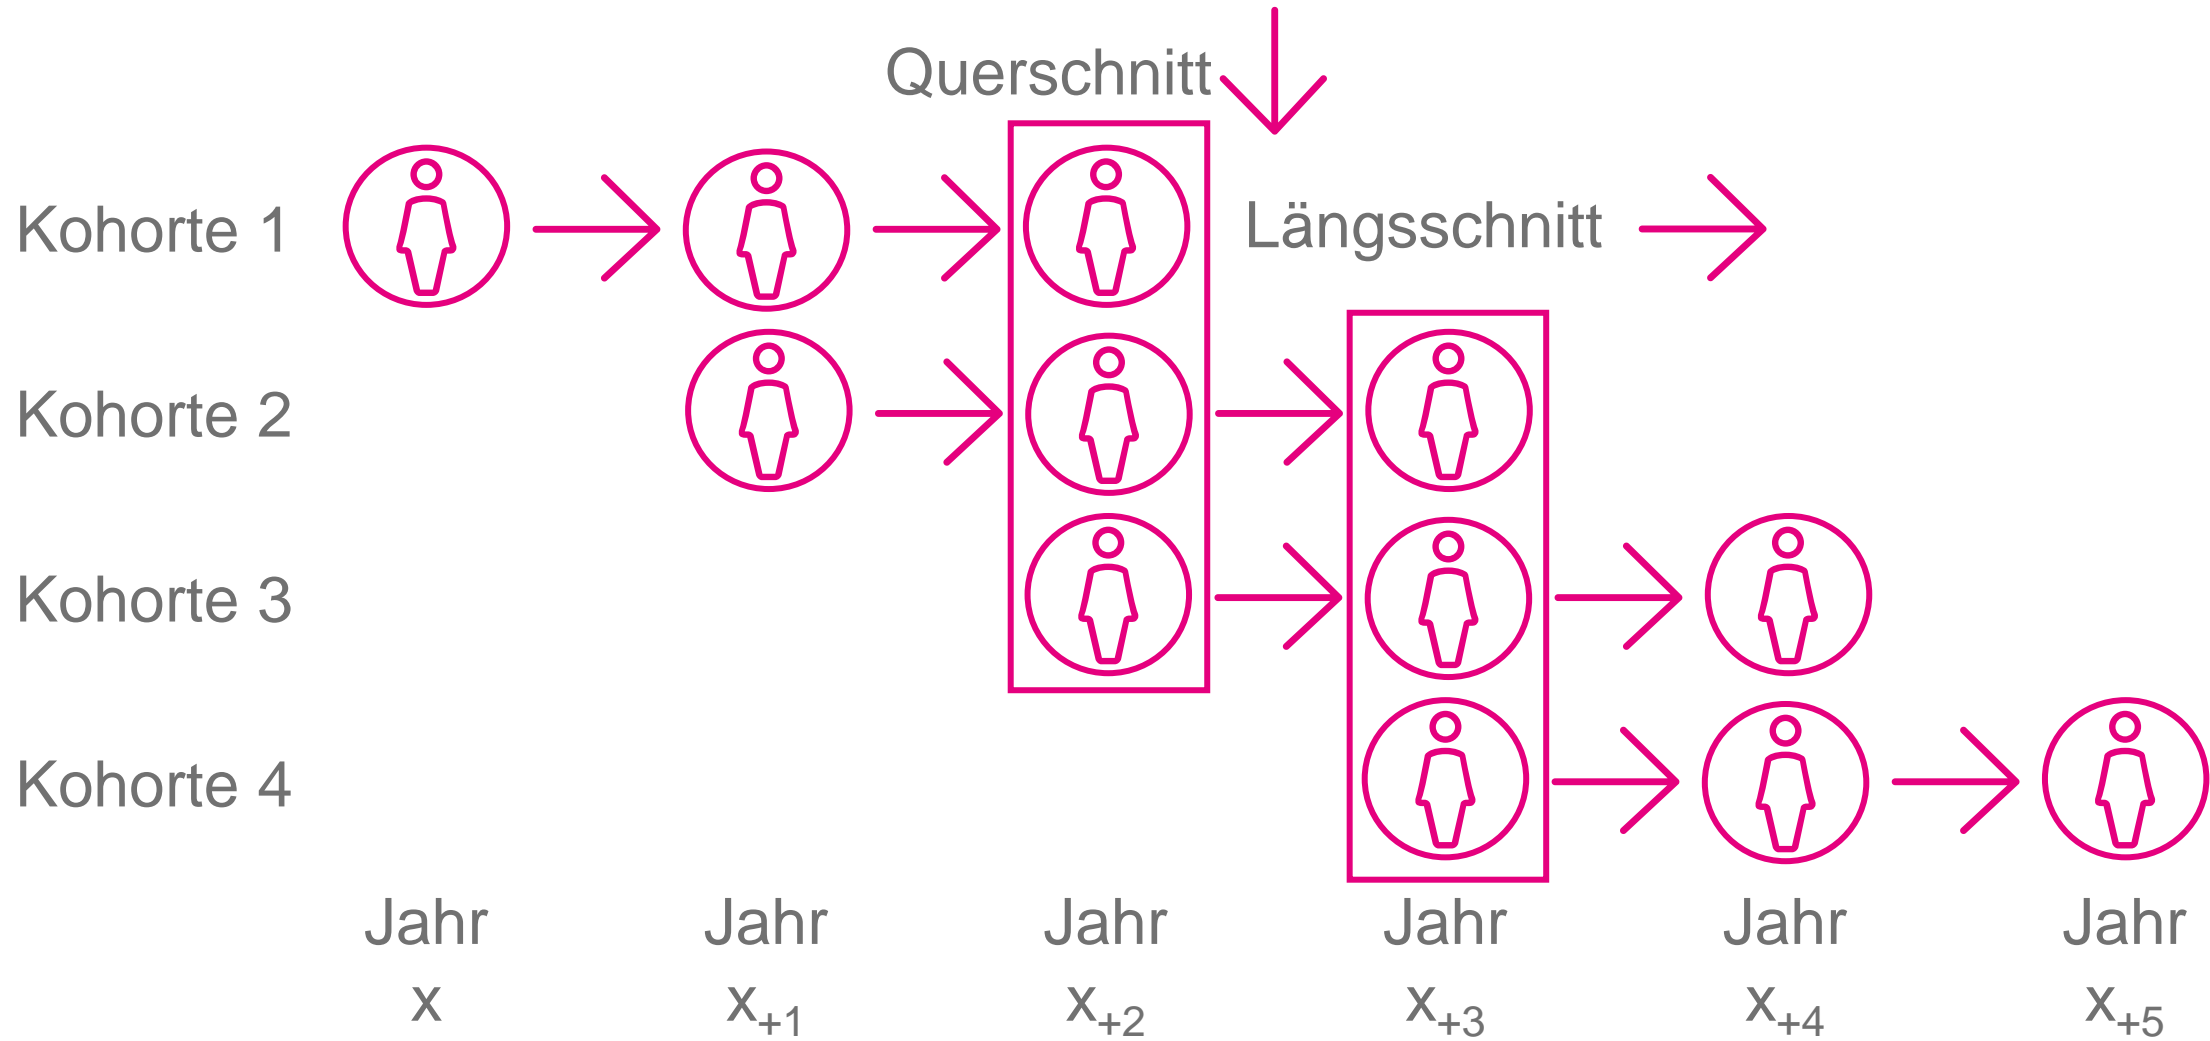 Querschnitt
Kohorte 1
Längsschnitt
Kohorte 2
Kohorte 3
Kohorte 4
Jahr Jahr Jahr Jahr Jahr Jahr
x x+1 x+2 x+3 x+4 x+5